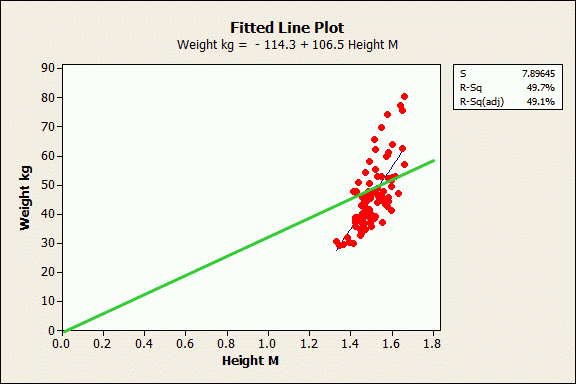 Fitted Line Plot
Weight kg = - 114.3 + 106.5 Height M
S 7.89645
R-Sq 49.7%
R-Sq(adj) 49.1%
90
80
70
60
50
40
30
20
10
0
Weight kg
0.0 0.2 0.4 0.6 0.8 1.0 1.2 1.4 1.6 1.8
Height M